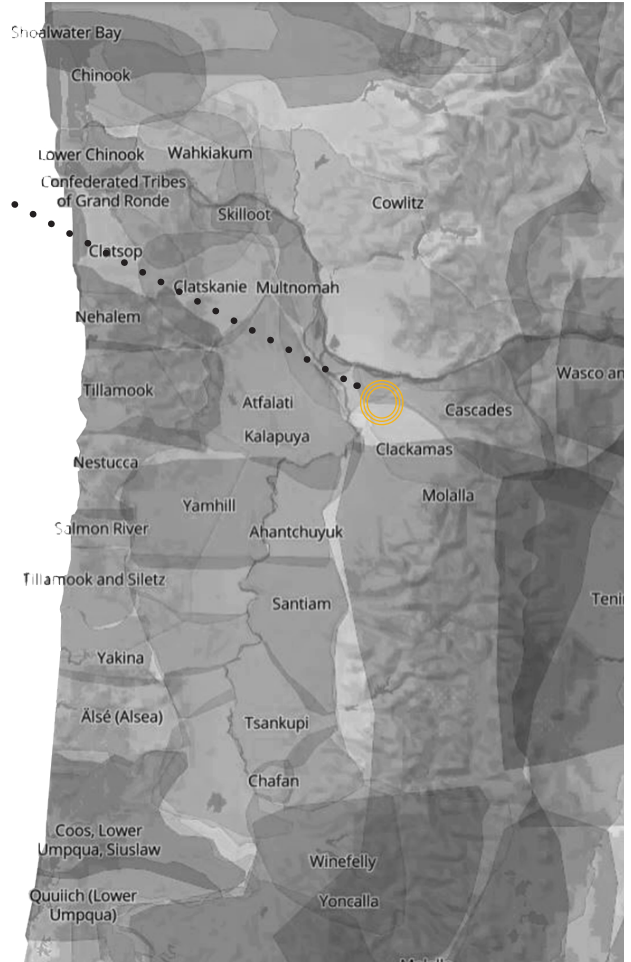 Shoalwater Bay
Chinook
Lower Chinook
Wahkiakum
Confederated Tribes
of Grand Ronde
Skilloot
Cowlitz
Clatsop
Clatskanie
Multnomah
Nehalem
Wasco an
Tillamook
Atfalati
Cascades
Kalapuya
Clackamas
Nestucca
Molalla
Yamhill
Salmon River
Ahantchuyuk
Tillamook and Siletz
Santiam
Teni
Yakina
Älsé (Alsea)
Tsankupi
Chafan
Coos, Lower
Umpqua, Siuslaw
Winefelly
Quuiich (Lower
Umpqua)
Yoncalla